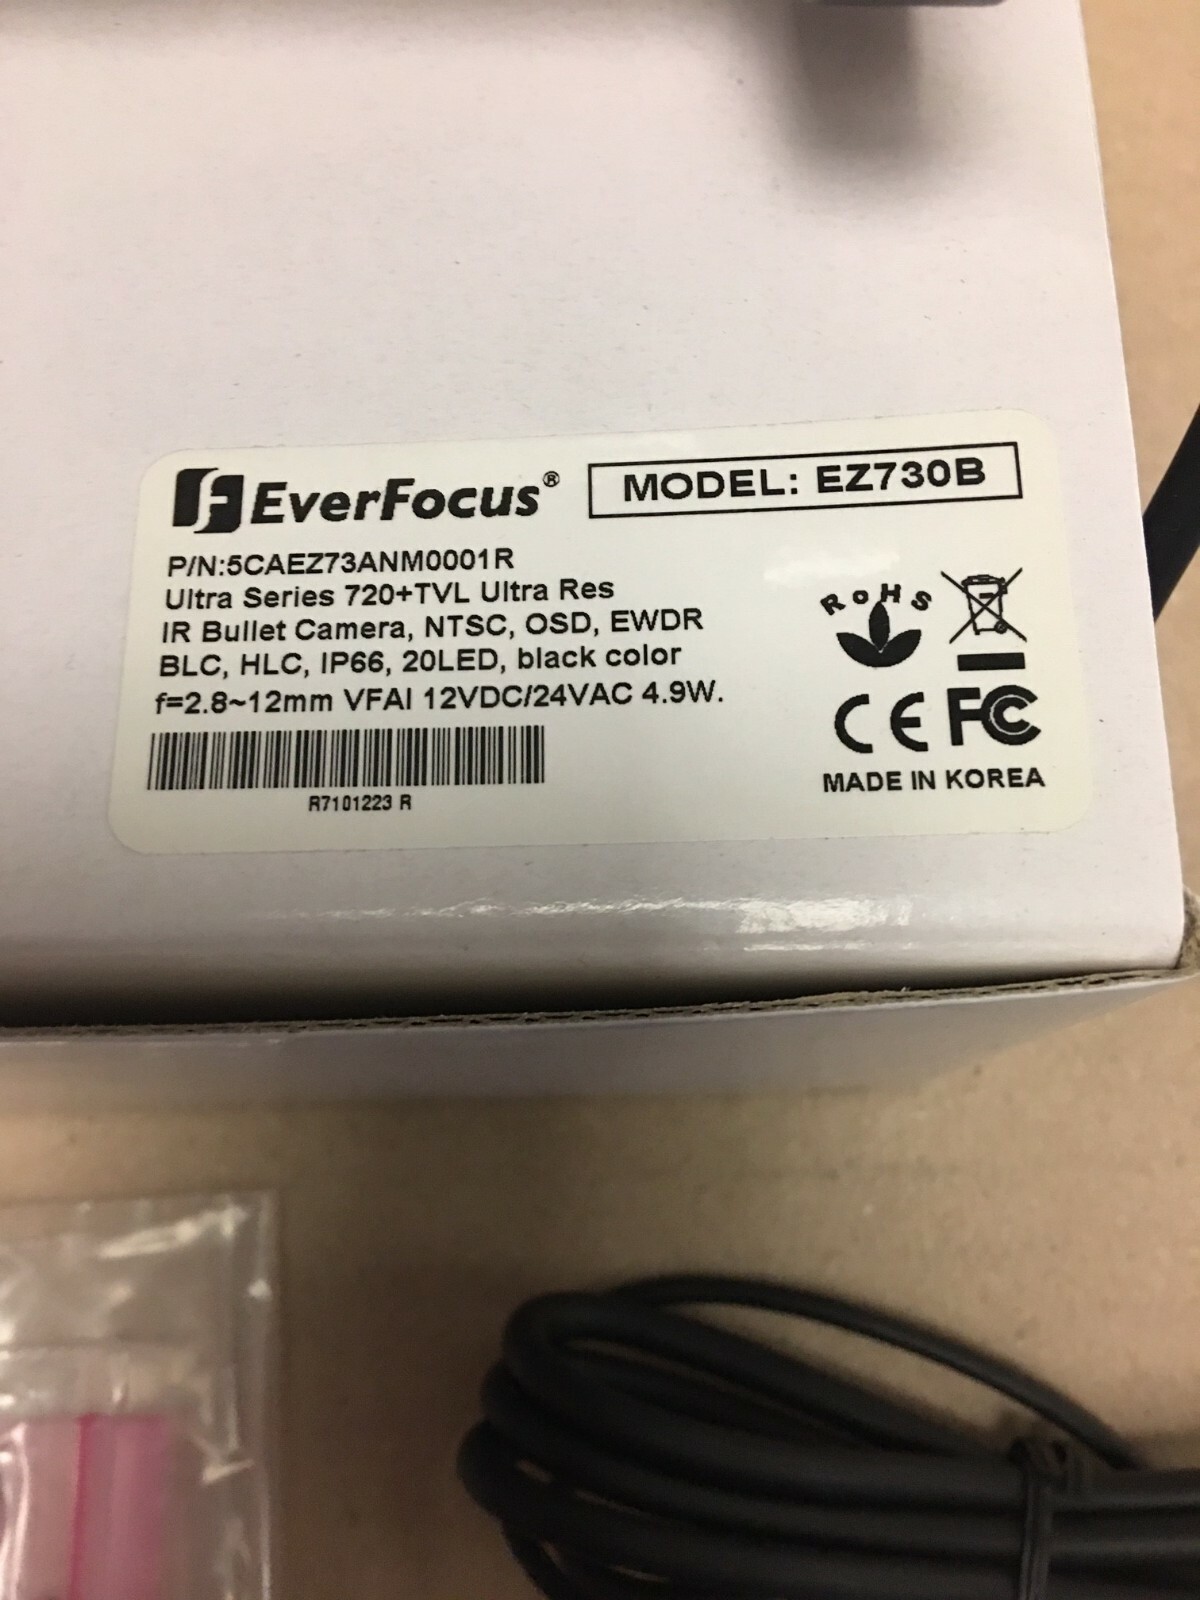 EverFocus®
MODEL: EZ730B
P/N:5CAEZ73ANM0001R
Ultra Series 720+TVL Ultra Res
IR Bullet Camera, NTSC, OSD, EWDR
BLC, HLC, IP66, 20LED, black color
f=2.8~12mm VFAI 12VDC/24VAC 4.9W.
R7101223 R
RoHS
CE FC
MADE IN KOREA